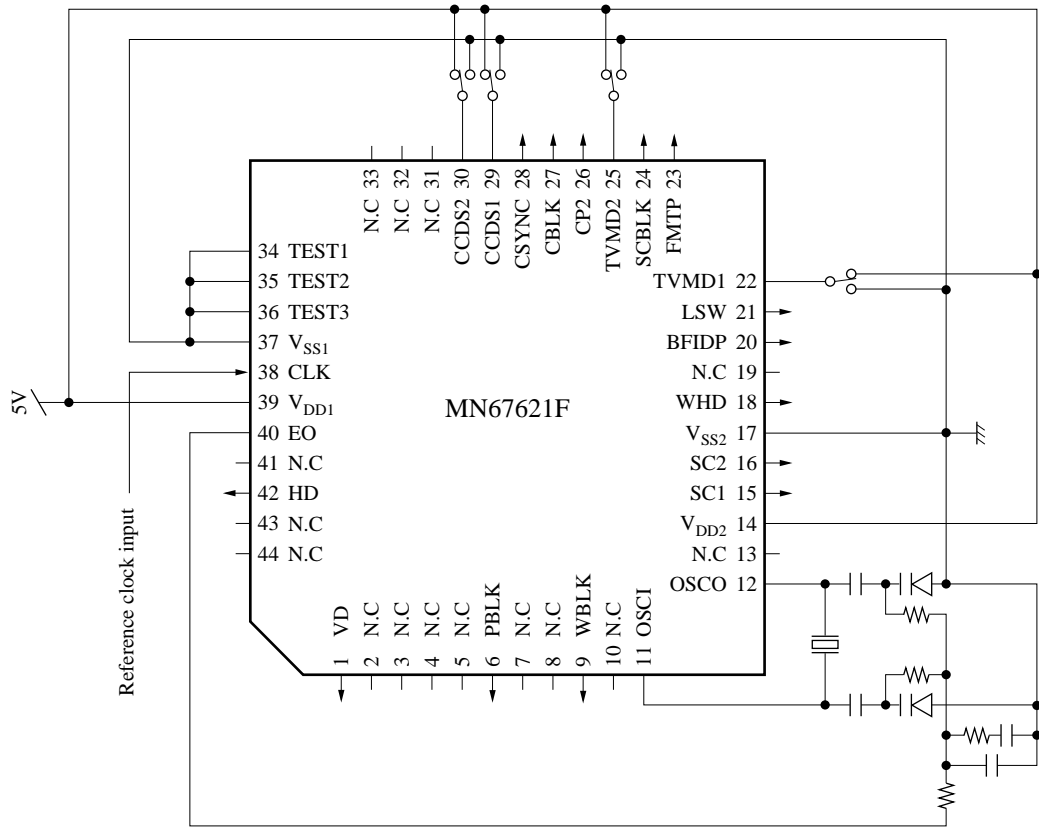 N.C 33
N.C 32
N.C 31
CCDS2 30
CCDS1 29
CSYNC 28
CBLK 27
CP2 26
TVMD2 25
SCBLK 24
FMTP 23
34 TEST1
35 TEST2
36 TEST3
37 VSS1
38 CLK
39 VDD1
40 EO
41 N.C
42 HD
43 N.C
44 N.C
5V
Reference clock input
MN67621F
TVMD1 22
LSW 21
BFIDP 20
N.C 19
WHD 18
VSS2 17
SC2 16
SC1 15
VDD2 14
N.C 13
OSCO 12
1 VD
2 N.C
3 N.C
4 N.C
5 N.C
6 PBLK
7 N.C
8 N.C
9 WBLK
10 N.C
11 OSCI